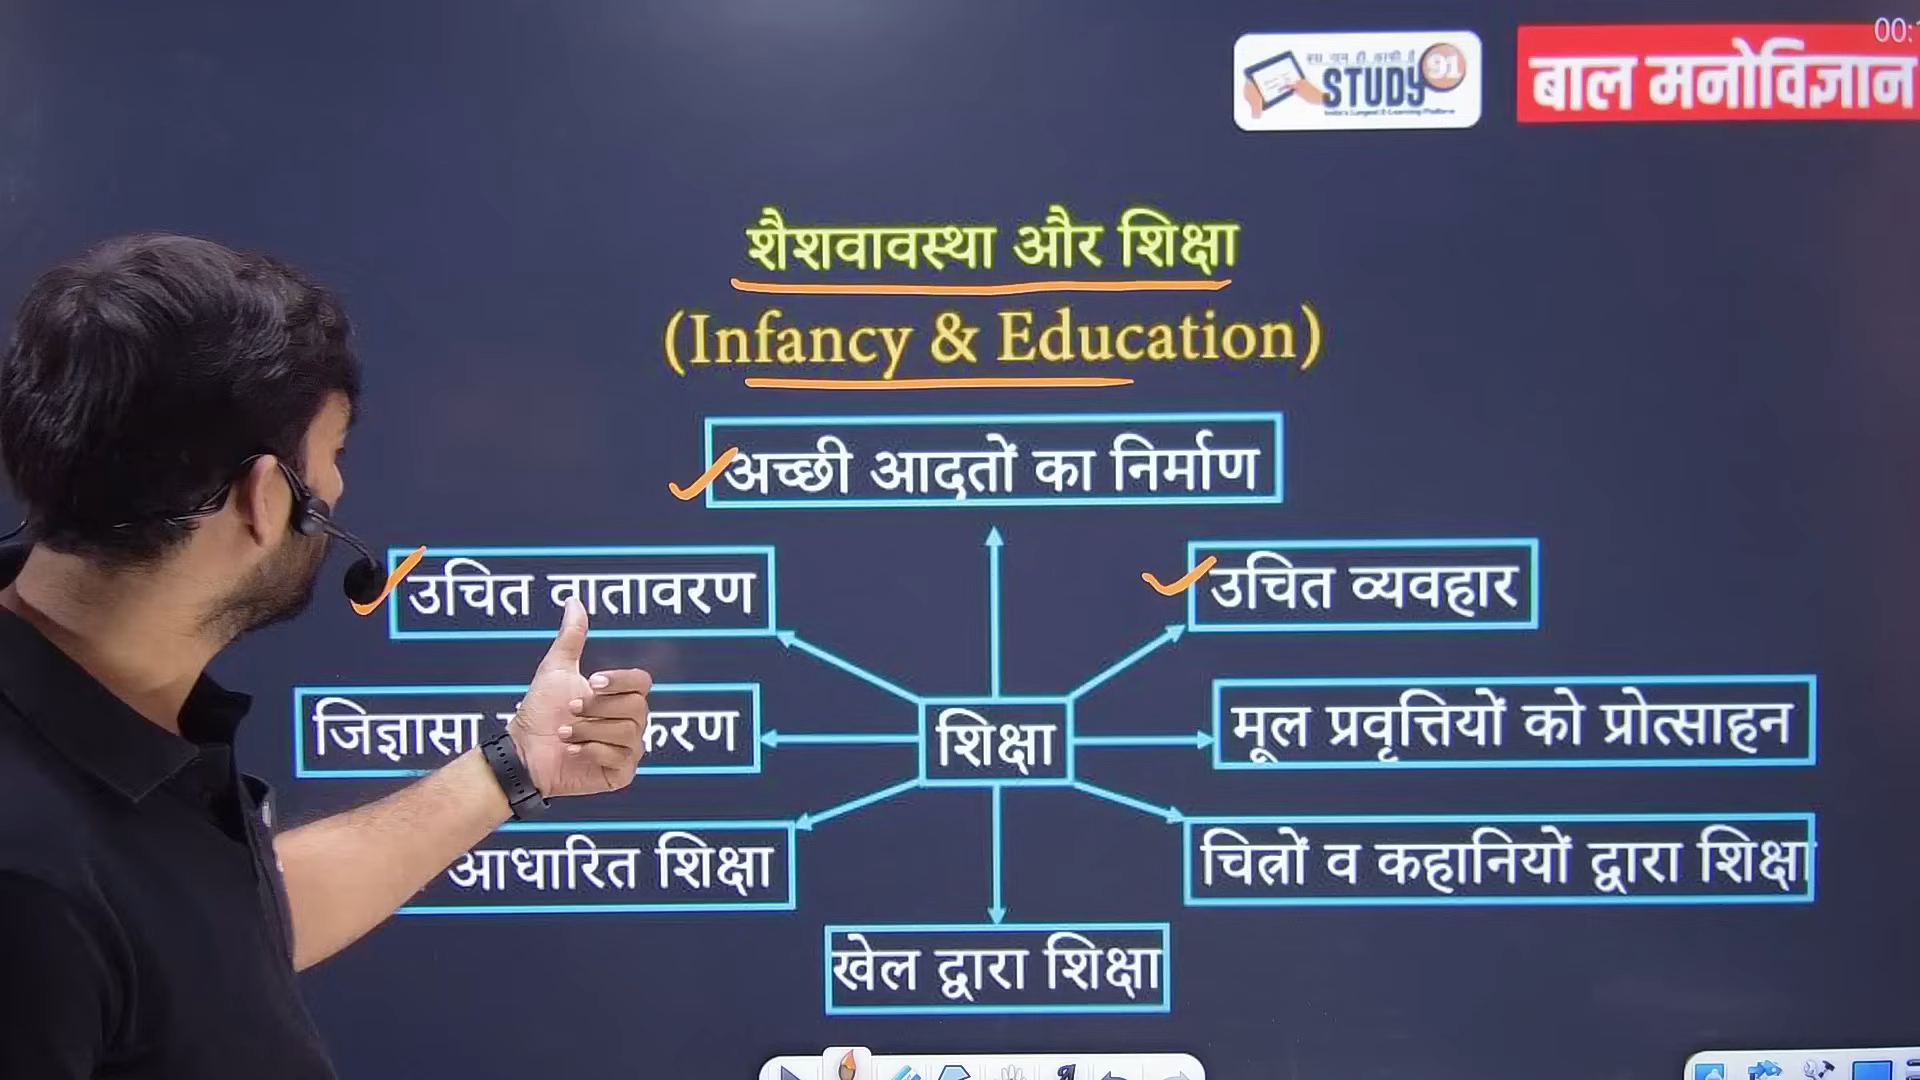 00:
STUDY 91
बाल मनोविज्ञान
शैशवावस्था और शिक्षा
(Infancy & Education)
अच्छी आदतों का निर्माण
उचित वातावरण
उचित व्यवहार
जिज्ञासा करण
शिक्षा
मूल प्रवृत्तियों को प्रोत्साहन
आधारित शिक्षा
चित्रों व कहानियों द्वारा शिक्षा
खेल द्वारा शिक्षा